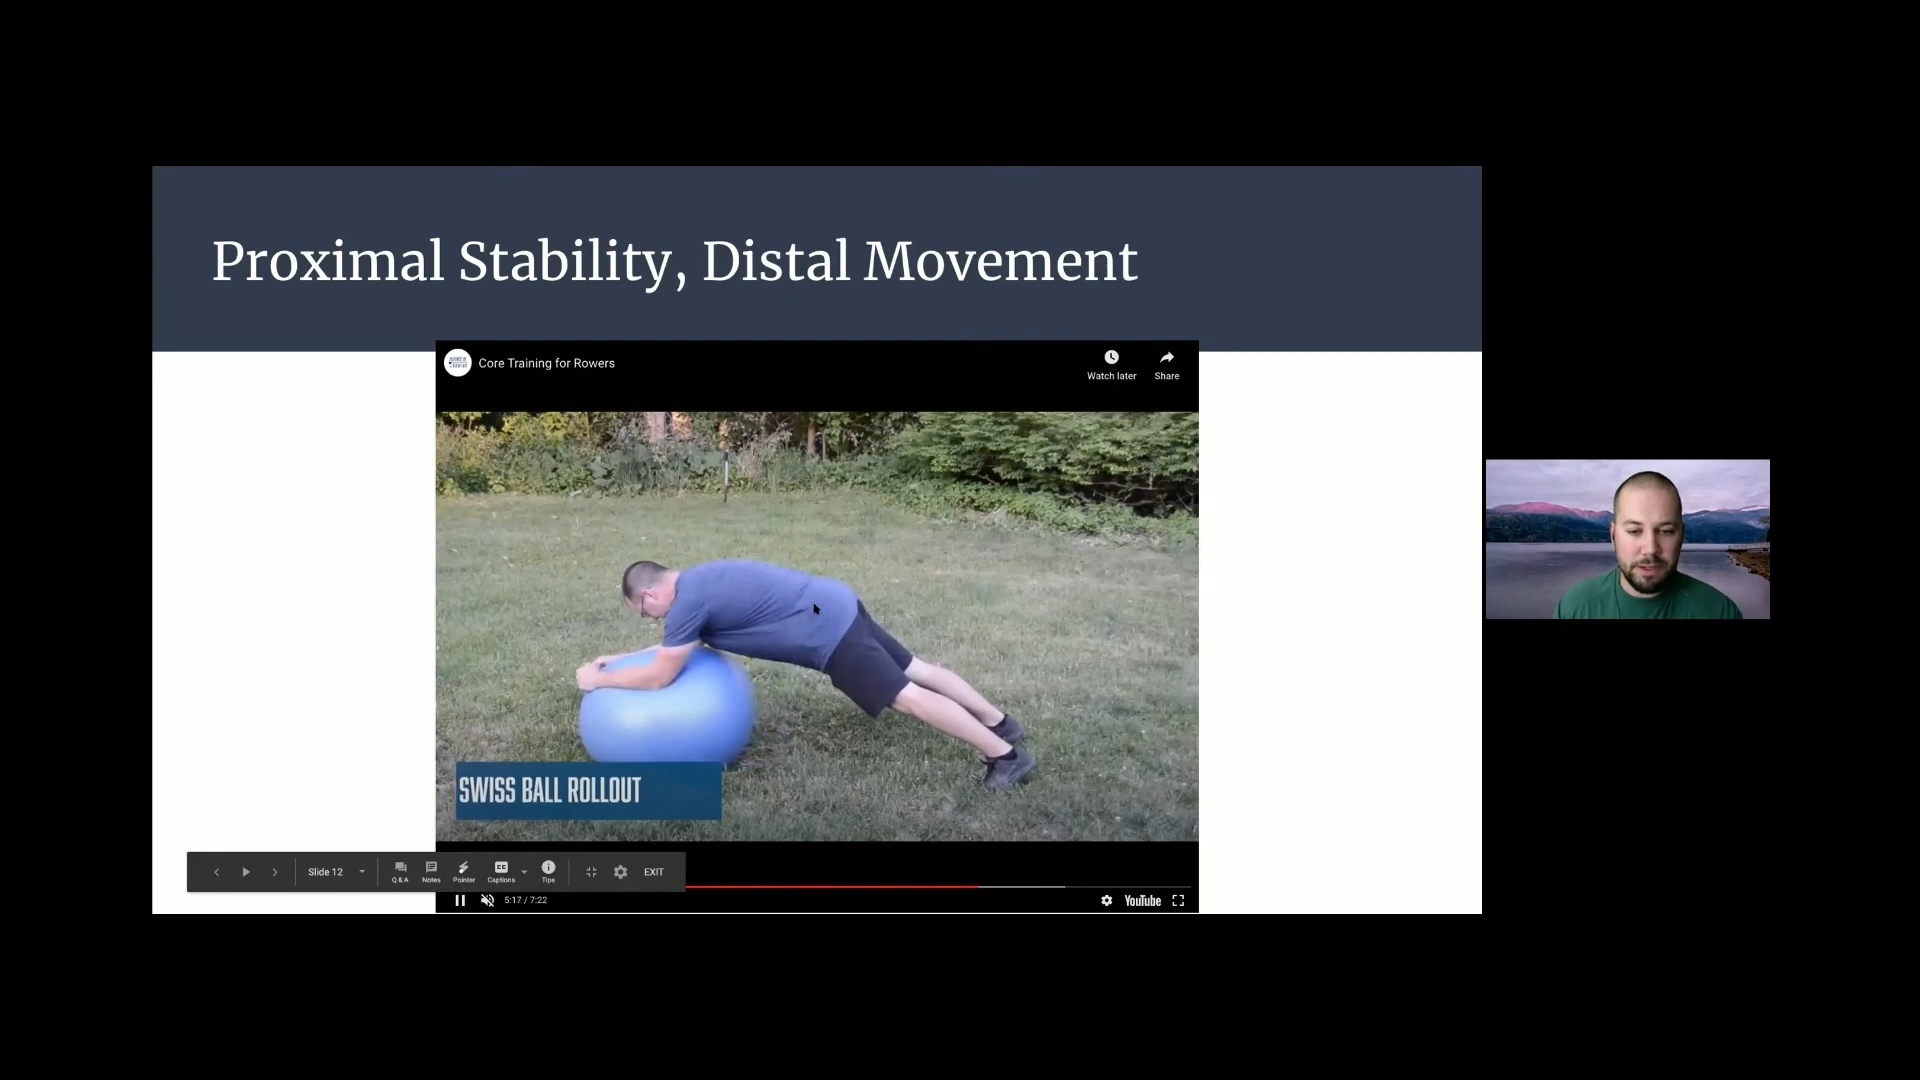 Proximal Stability, Distal Movement
Core Training for Rowers
Watch later
Share
SWISS BALL ROLLOUT
Slide 12
Q & A
Notes
Pointer
CC
Captions
Tips
EXIT
5:17 / 7:22
YouTube